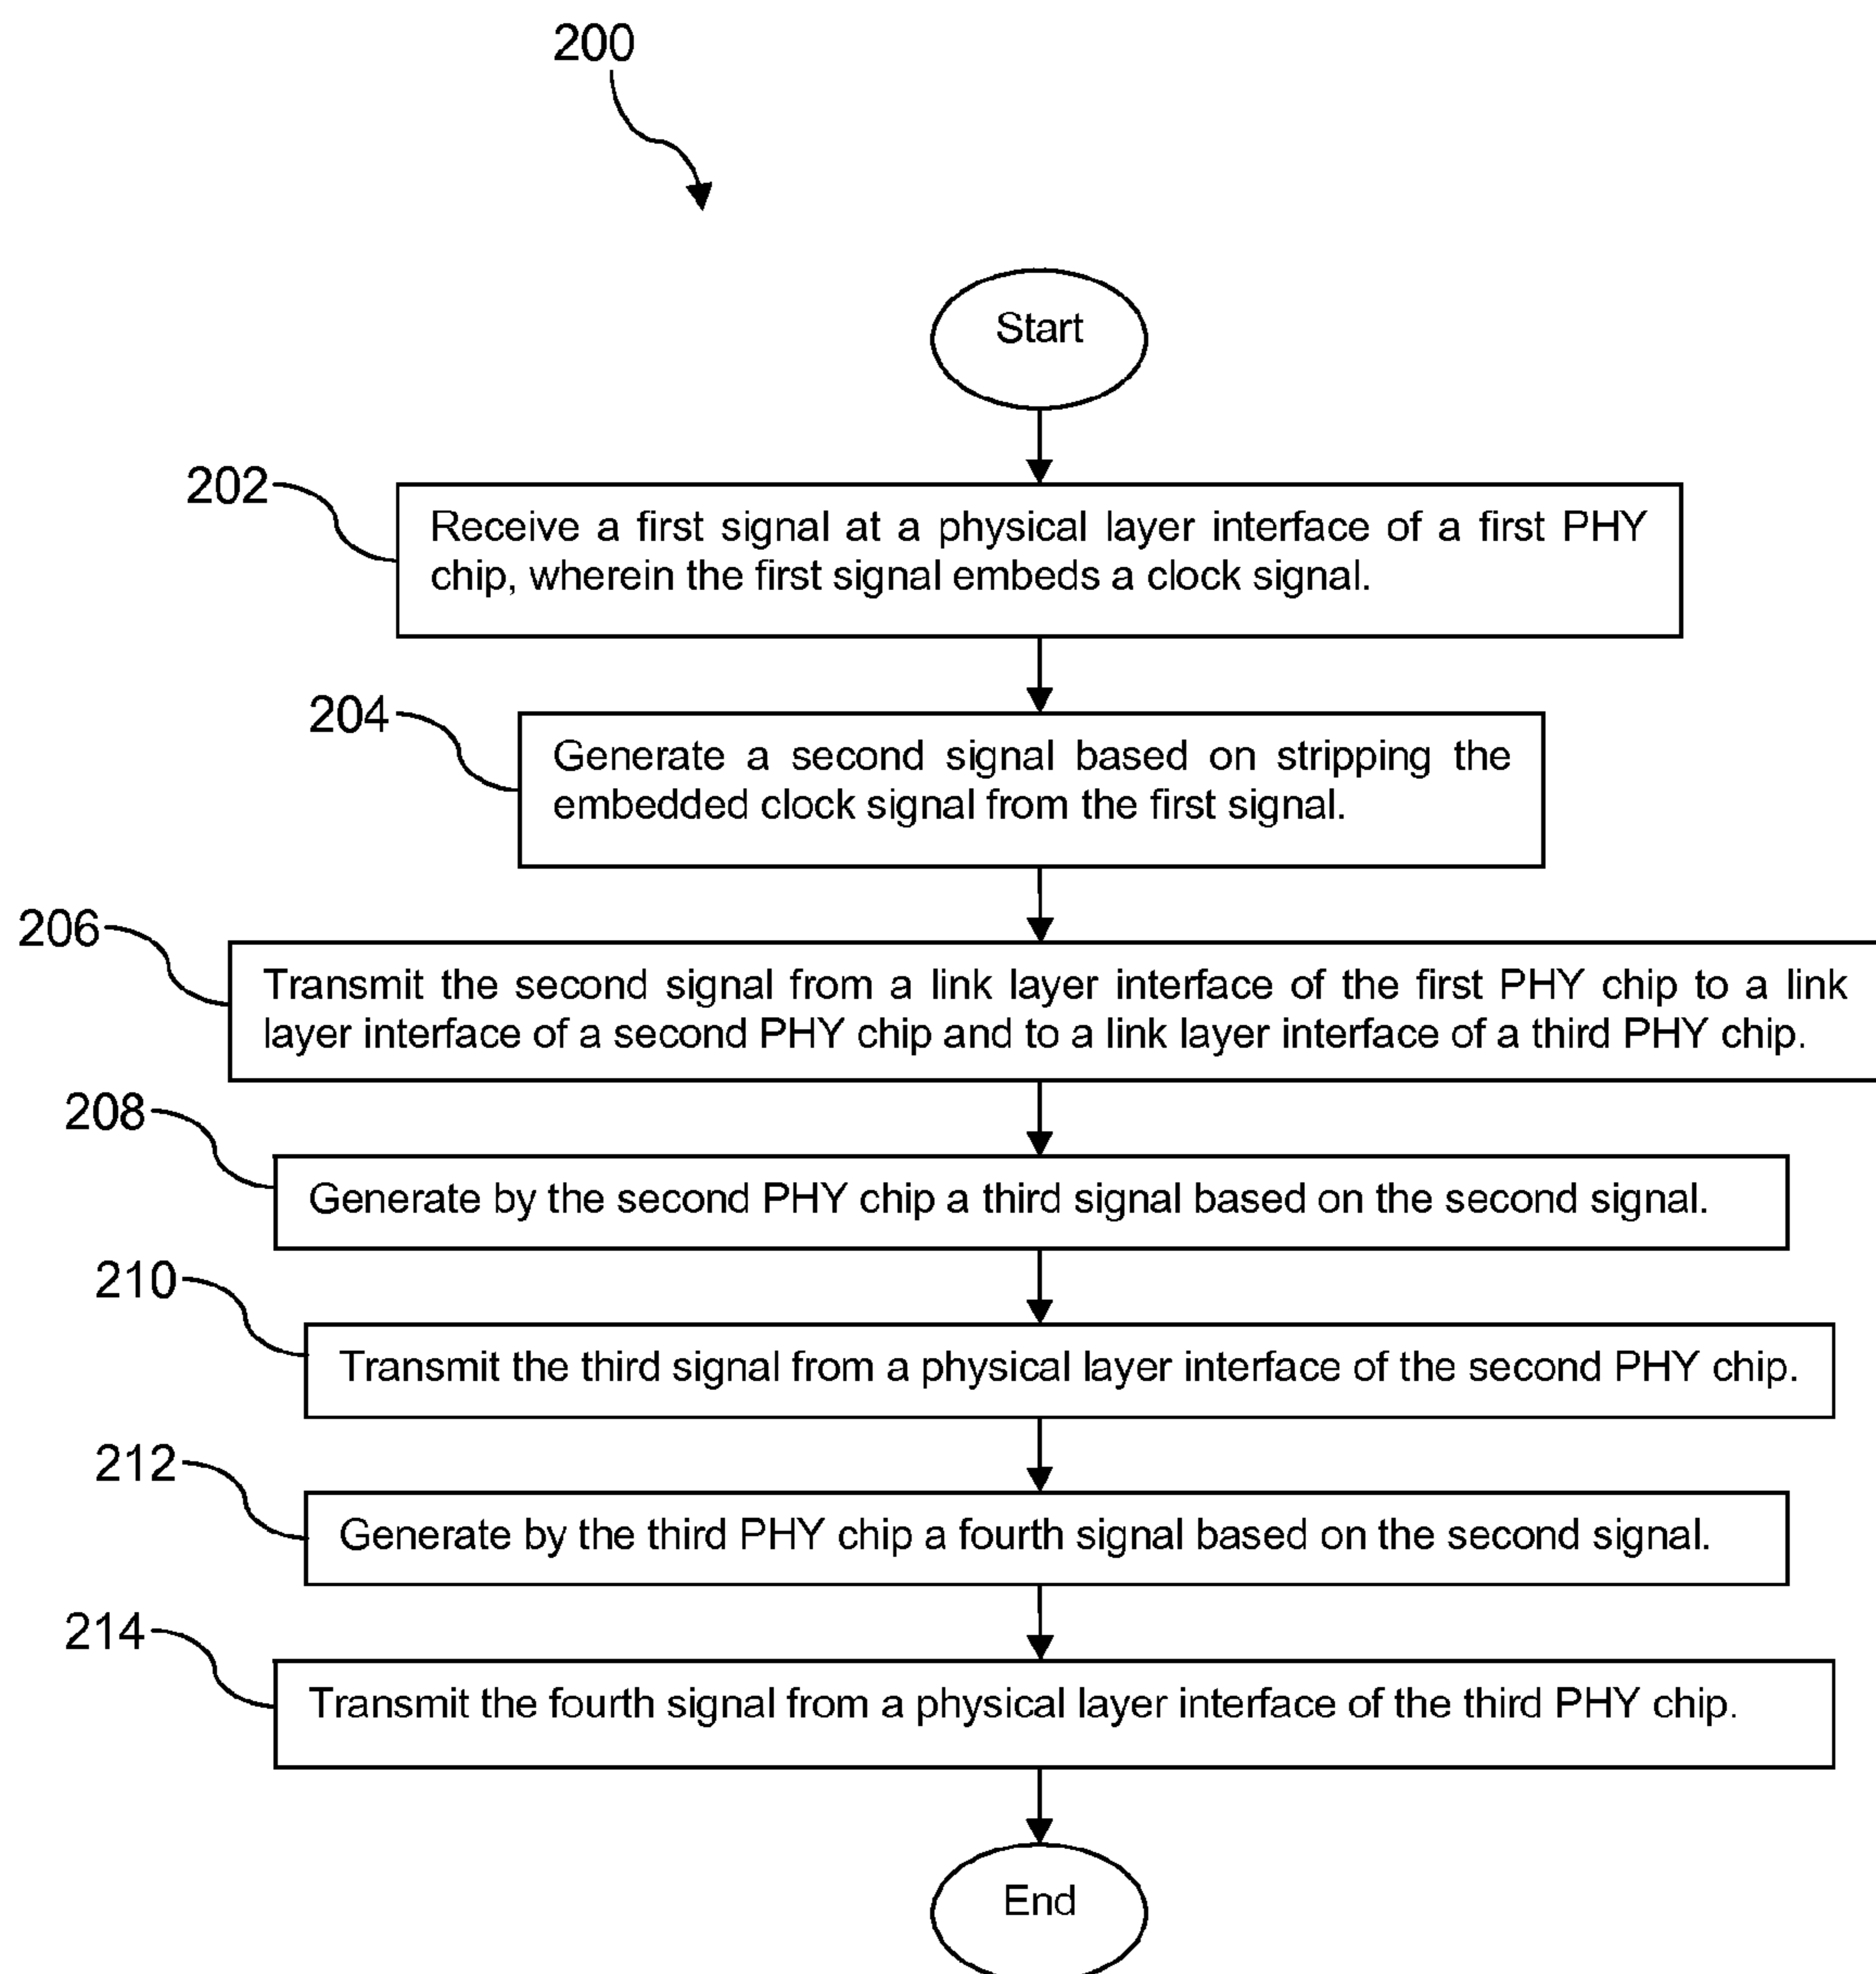 200
Start
202
Receive a first signal at a physical layer interface of a first PHY
chip, wherein the first signal embeds a clock signal.
204
Generate a second signal based on stripping the
embedded clock signal from the first signal.
206
Transmit the second signal from a link layer interface of the first PHY chip to a link
layer interface of a second PHY chip and to a link layer interface of a third PHY chip.
208
Generate by the second PHY chip a third signal based on the second signal.
210
Transmit the third signal from a physical layer interface of the second PHY chip.
212
Generate by the third PHY chip a fourth signal based on the second signal.
214
Transmit the fourth signal from a physical layer interface of the third PHY chip.
End